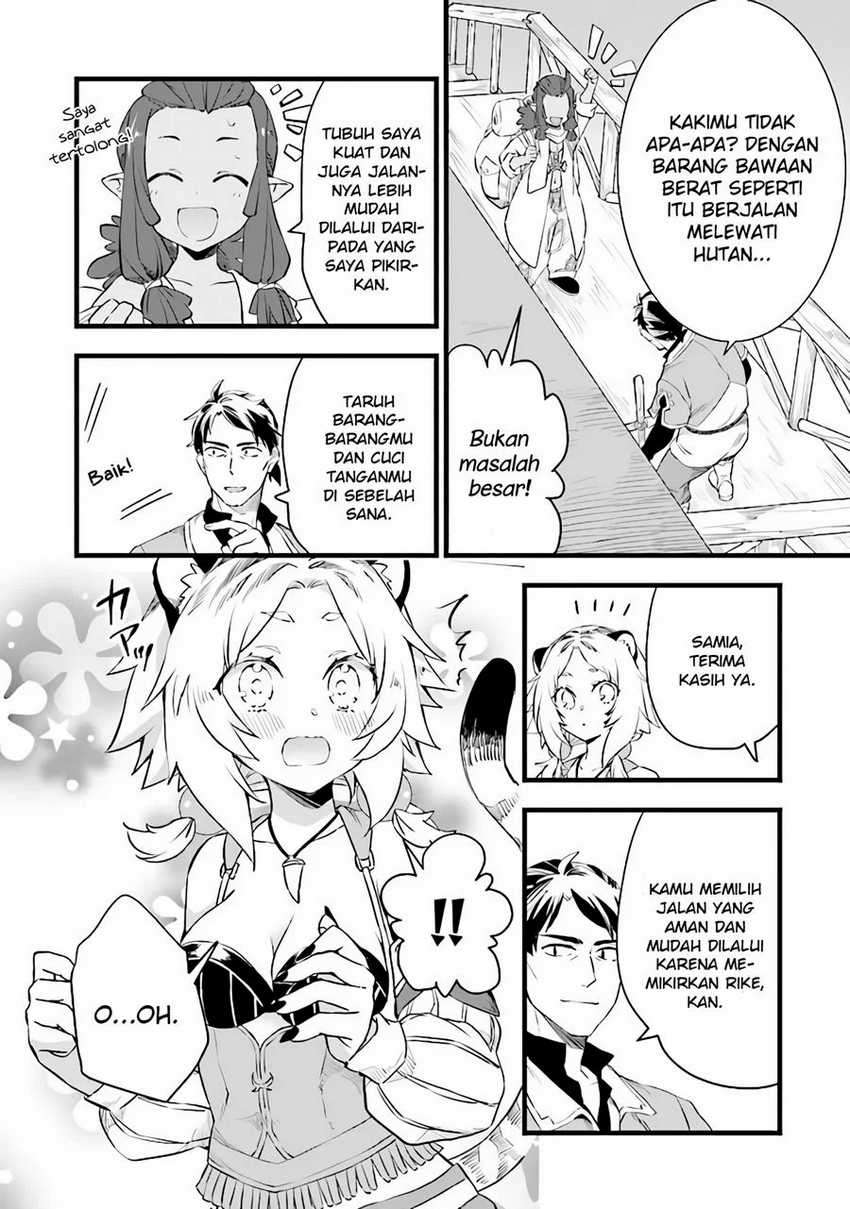 KAKIMU TIDAK
APA-APA? DENGAN
BARANG BAWAAN
BERAT SEPERTI
ITU BERJALAN
MELEWATI
HUTAN...
Bukan
masalah
besar!
TUBUH SAYA
KUAT DAN
JUGA JALAN-
NYA LEBIH
MUDAH
DILALUI DARI-
PADA YANG
SAYA PIKIR-
KAN.
Saya
sangat
tertolong!
TARUH
BARANG-
BARANGMU
DAN CUCI
TANGANMU
DI SEBELAH
SANA.
Baik!
SAMIA,
TERIMA
KASIH YA.
KAMU MEMILIH
JALAN YANG
AMAN DAN
MUDAH DILALUI
KARENA ME-
MIKIRKAN RIKE,
KAN.
!!
カアッ
O...OH.